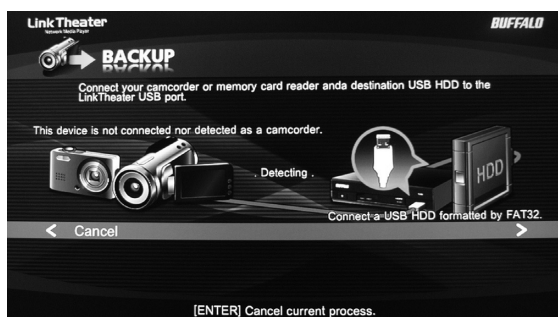 LinkTheater
Network Media Player
BUFFALO
BACKUP
Connect your camcorder or memory card reader anda destination USB HDD to the
LinkTheater USB port.
This device is not connected nor detected as a camcorder.
. Detecting .
HDD
Connect a USB HDD formatted by FAT32.
< Cancel >
[ENTER] Cancel current process.